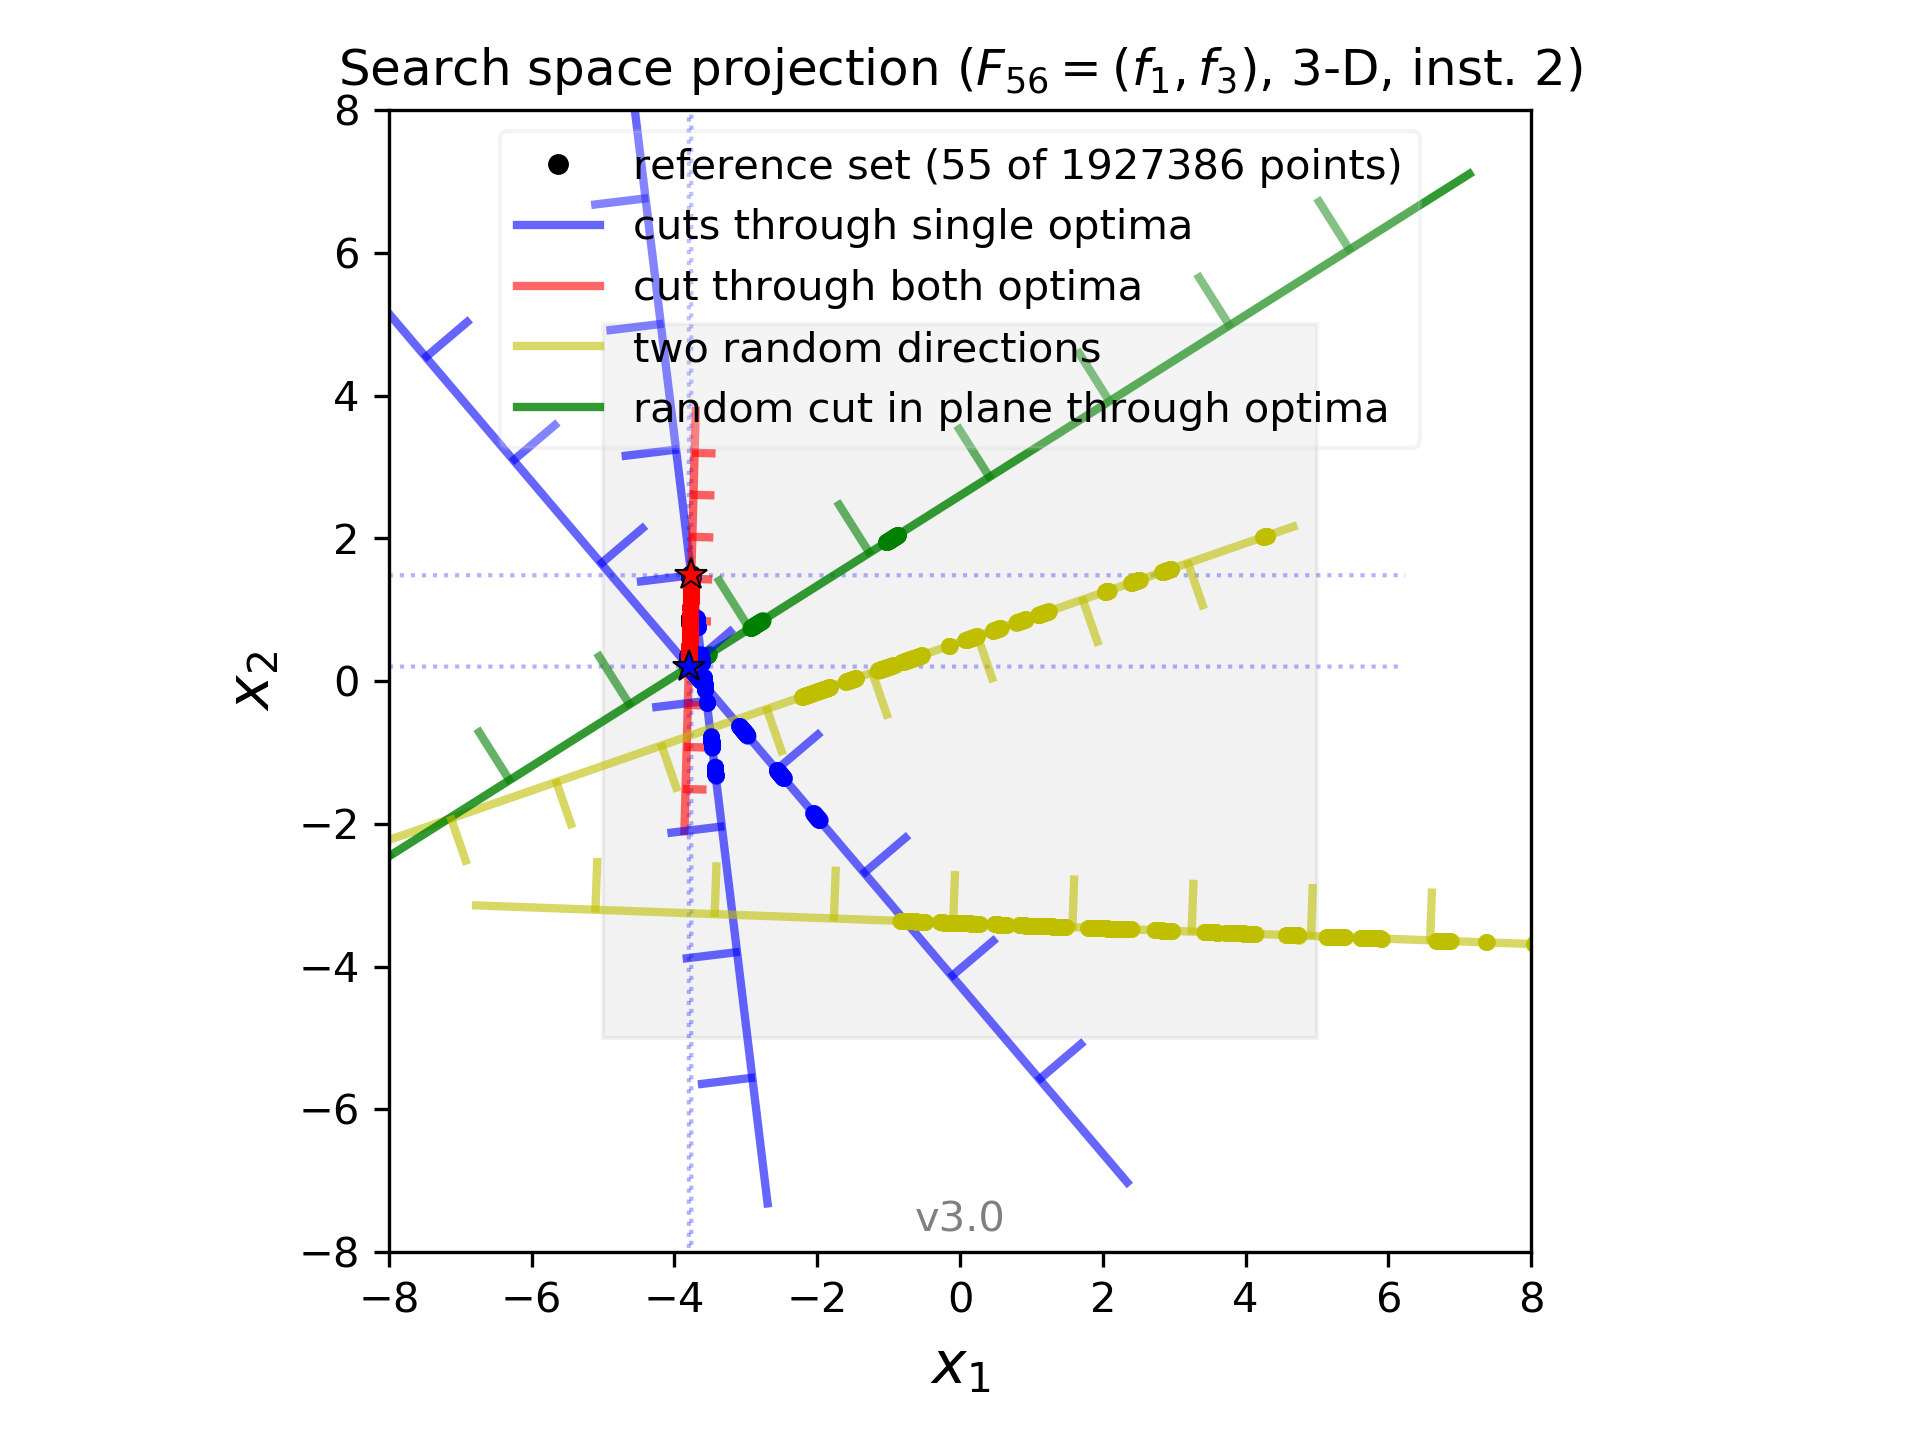 Search space projection (F56 = (f1, f3), 3-D, inst. 2)
8
6
4
2
0
−2
−4
−6
−8
x2
reference set (55 of 1927386 points)
cuts through single optima
cut through both optima
two random directions
random cut in plane through optima
v3.0
−8 −6 −4 −2 0 2 4 6 8
x1